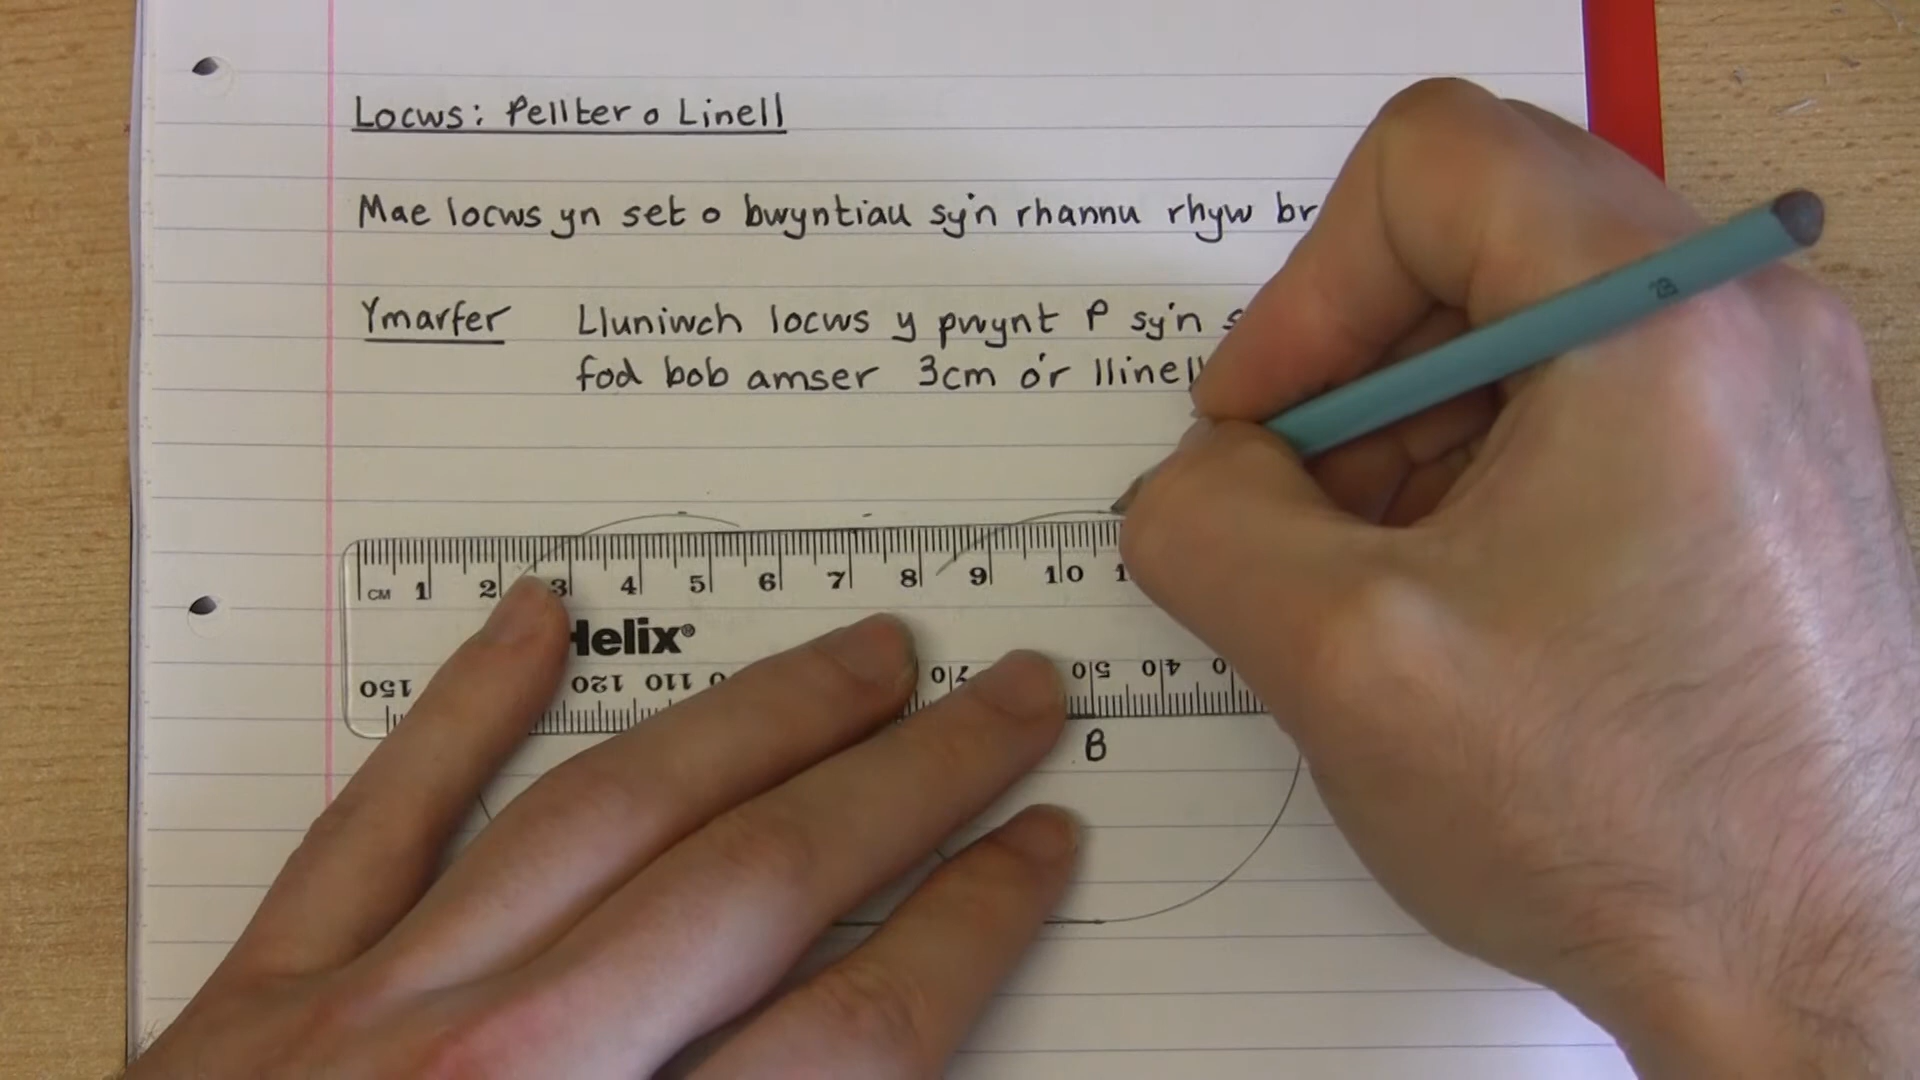 Locws: Pellter o Linell
Mae locws yn set o bwyntiau sy'n rhannu rhyw
Ymarfer Lluniwch locws y pwynt P sy'n
fod bob amser 3cm o'r llinell
CM 1 2 3 4 5 6 7 8 9 10
Helix®
150 120 110 50 40
B
2B